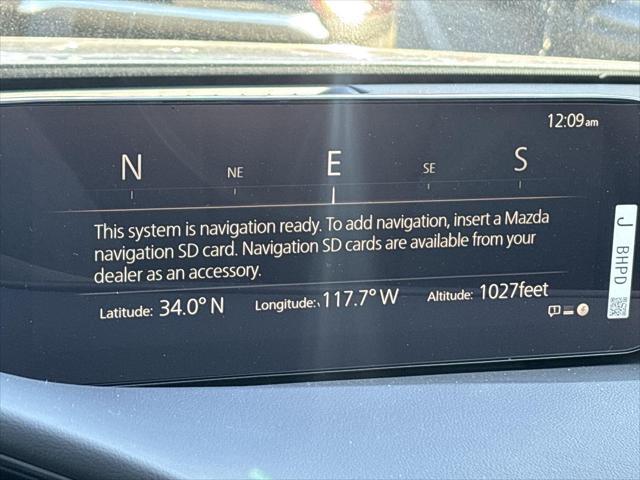 12:09am
N NE E SE S
This system is navigation ready. To add navigation, insert a Mazda
navigation SD card. Navigation SD cards are available from your
dealer as an accessory.
Latitude: 34.0° N Longitude: 117.7° W Altitude: 1027feet
J BHPD